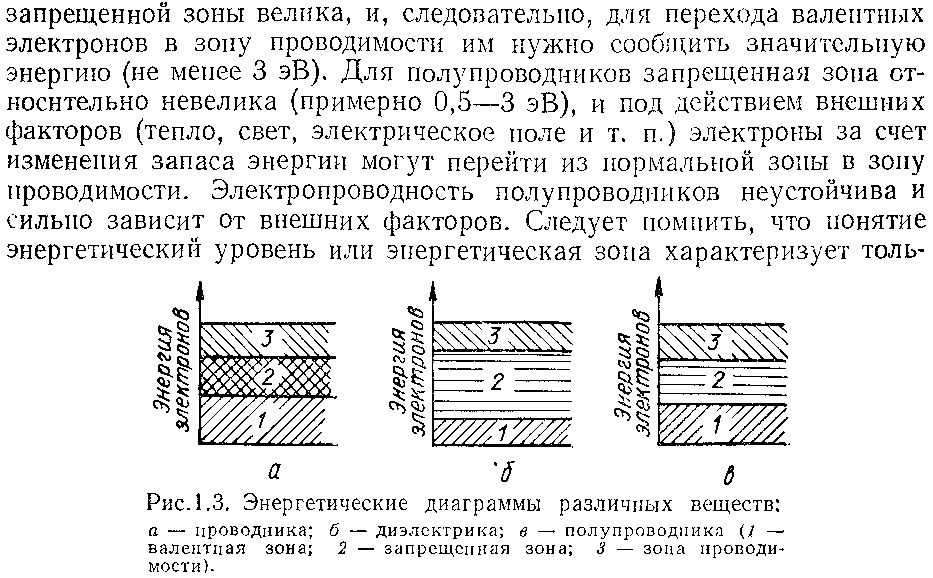 запрещенной зоны велика, и, следовательно, для перехода валентных
электронов в зону проводимости им нужно сообщить значительную
энергию (не менее 3 эВ). Для полупроводников запрещенная зона от-
носительно невелика (примерно 0,5—3 эВ), и под действием внешних
факторов (тепло, свет, электрическое поле и т. п.) электроны за счет
изменения запаса энергии могут перейти из нормальной зоны в зону
проводимости. Электропроводность полупроводников неустойчива и
сильно зависит от внешних факторов. Следует помнить, что понятие
энергетический уровень или энергетическая зона характеризует толь-
Энергия
электронов
3
2
1
а
Энергия
электронов
3
2
1
б
Энергия
электронов
3
2
1
в
Рис.1.3. Энергетические диаграммы различных веществ:
а — проводника; б — диэлектрика; в — полупроводника (1 —
валентная зона; 2 — запрещенная зона; 3 — зона проводи-
мости).